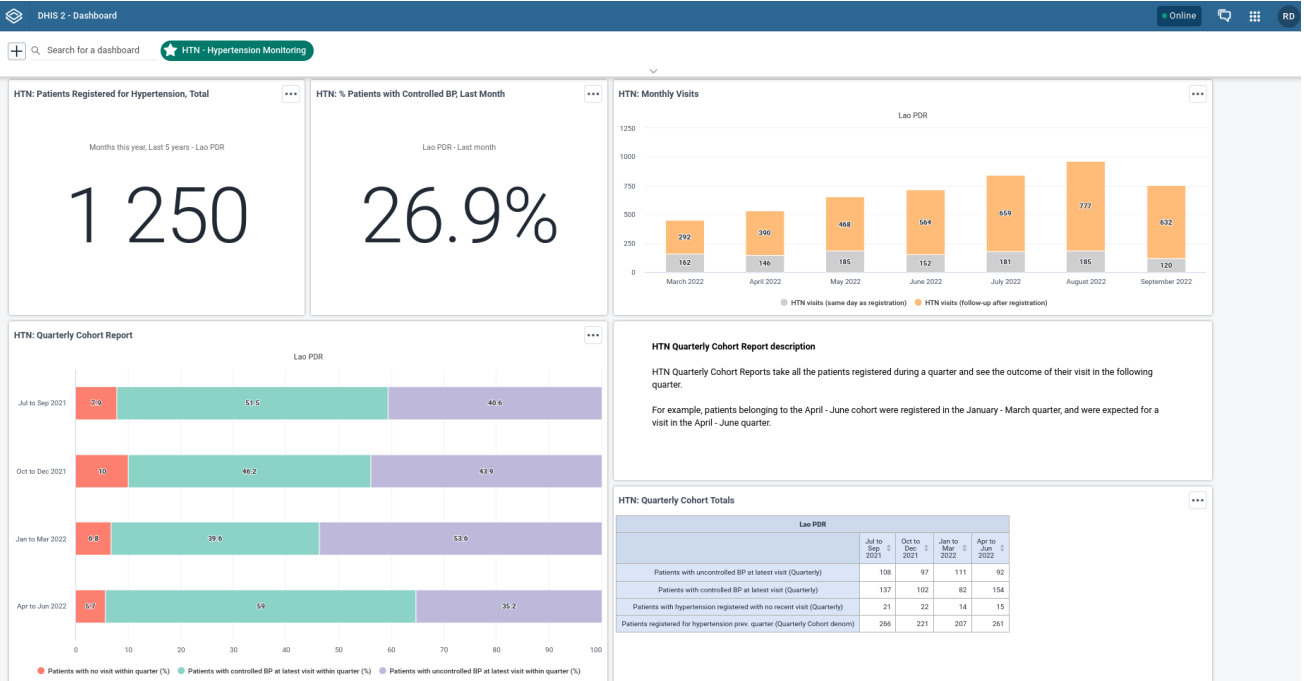 DHIS 2 - Dashboard
Online
RD
Search for a dashboard
HTN - Hypertension Monitoring
HTN: Patients Registered for Hypertension, Total
Months this year, Last 5 years - Lao PDR
1 250
HTN: % Patients with Controlled BP, Last Month
Lao PDR - Last month
26.9%
HTN: Monthly Visits
Lao PDR
1250
1000
750
500
250
0
292
390
468
564
659
772
632
162
146
185
152
181
185
120
March 2022
April 2022
May 2022
June 2022
July 2022
August 2022
September 2022
HTN visits (same day as registration)
HTN visits (follow-up after registration)
HTN: Quarterly Cohort Report
Lao PDR
Jul to Sep 2021
7.9
51.5
40.6
Oct to Dec 2021
10
46.2
43.9
Jan to Mar 2022
6.8
39.6
53.6
Apr to Jun 2022
5.7
59
35.2
0
10
20
30
40
50
60
70
80
90
100
Patients with no visit within quarter (%)
Patients with controlled BP at latest visit within quarter (%)
Patients with uncontrolled BP at latest visit within quarter (%)
HTN Quarterly Cohort Report description
HTN Quarterly Cohort Reports take all the patients registered during a quarter and see the outcome of their visit in the following
quarter.
For example, patients belonging to the April - June cohort were registered in the January - March quarter, and were expected for a
visit in the April - June quarter.
HTN: Quarterly Cohort Totals
Lao PDR
Jul to Sep 2021
Oct to Dec 2021
Jan to Mar 2022
Apr to Jun 2022
Patients with uncontrolled BP at latest visit (Quarterly) 108 97 111 92
Patients with controlled BP at latest visit (Quarterly) 137 102 82 154
Patients with hypertension registered with no recent visit (Quarterly) 21 22 14 15
Patients registered for hypertension prev. quarter (Quarterly Cohort denom) 266 221 207 261